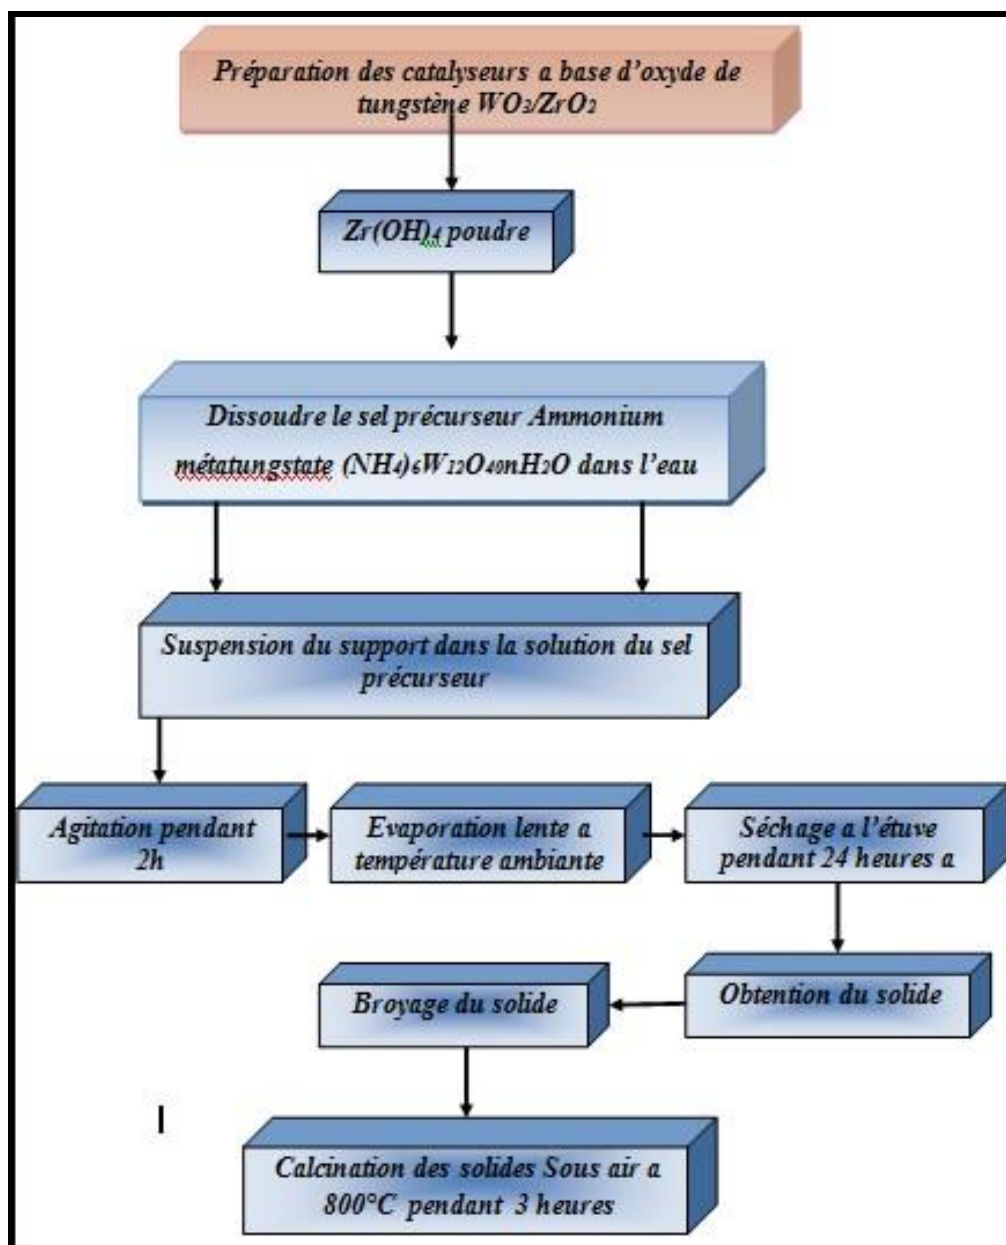 Préparation des catalyseurs a base d'oxyde de
tungstène WO₃/ZrO₂
Zr(OH)₄ poudre
Dissoudre le sel précurseur Ammonium
métatungstate (NH₄)₆W₁₂O₄₀nH₂O dans l'eau
Suspension du support dans la solution du sel
précurseur
Agitation pendant
2h
Evaporation lente a
température ambiante
Séchage a l'étuve
pendant 24 heures a
Obtention du solide
Broyage du solide
Calcination des solides Sous air a
800°C pendant 3 heures